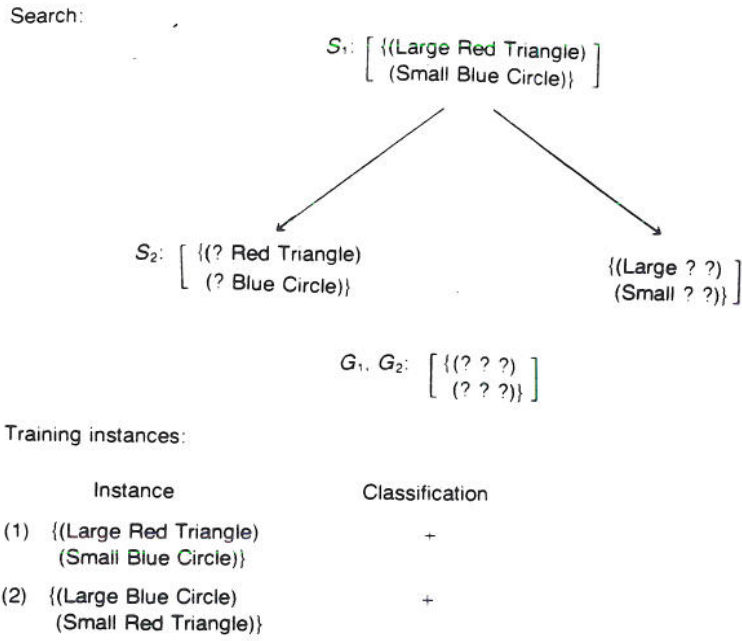 Search:
S₁: [ {(Large Red Triangle) ]
(Small Blue Circle)}
S₂: [ {(? Red Triangle)
(? Blue Circle)}
{(Large ? ?) ]
(Small ? ?)}
G₁, G₂: [ {(? ? ?) ]
(? ? ?)}
Training instances:
Instance Classification
(1) {(Large Red Triangle) +
(Small Blue Circle)}
(2) {(Large Blue Circle) +
(Small Red Triangle)}